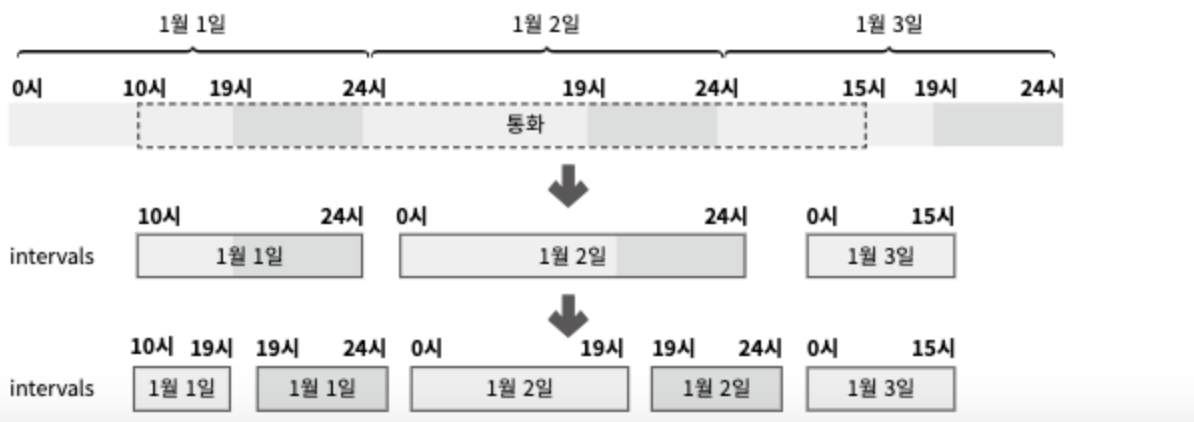 1월 1일 1월 2일 1월 3일
0시 10시 19시 24시 19시 24시 15시 19시 24시
통화
10시 24시 0시 24시 0시 15시
intervals 1월 1일 1월 2일 1월 3일
10시 19시 19시 24시 0시 19시 19시 24시 0시 15시
intervals 1월 1일 1월 1일 1월 2일 1월 2일 1월 3일